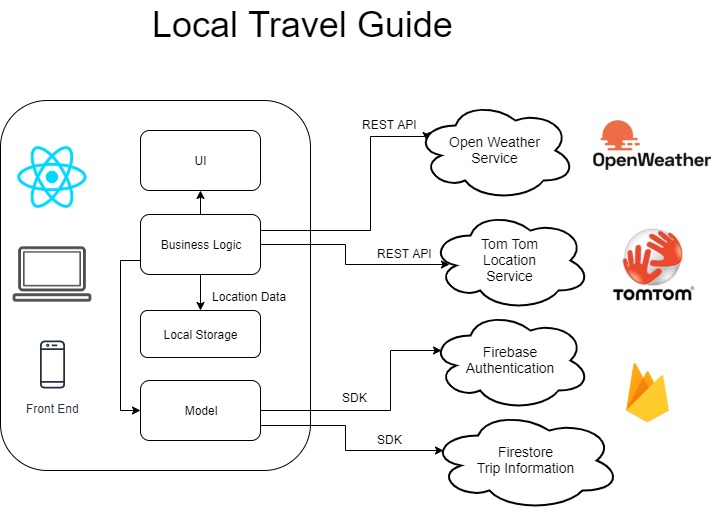 Local Travel Guide
REST API
UI
Open Weather
Service
OpenWeather
Business Logic
REST API
Tom Tom
Location
Service
TOMTOM®
Location Data
Local Storage
Firebase
Authentication
Front End
Model
SDK
SDK
Firestore
Trip Information